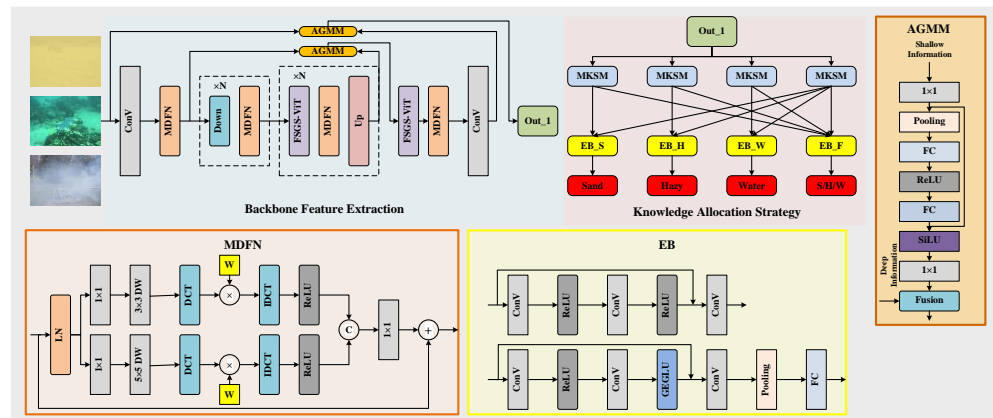 AGMM
AGMM
ConV
MDFN
×N
Down
MDFN
×N
FSGS-ViT
MDFN
Up
FSGS-ViT
MDFN
ConV
Out_1
Backbone Feature Extraction
Out_1
MKSM
MKSM
MKSM
MKSM
EB_S
EB_H
EB_W
EB_F
Sand
Hazy
Water
S/H/W
Knowledge Allocation Strategy
AGMM
Shallow
Information
1×1
Pooling
FC
ReLU
FC
SiLU
Deep
Information
1×1
Fusion
MDFN
LN
1×1
3×3 DW
DCT
W
×
IDCT
ReLU
1×1
5×5 DW
DCT
×
W
IDCT
ReLU
C
1×1
+
EB
ConV
ReLU
ConV
ReLU
ConV
ConV
ReLU
ConV
GEGLU
ConV
Pooling
FC